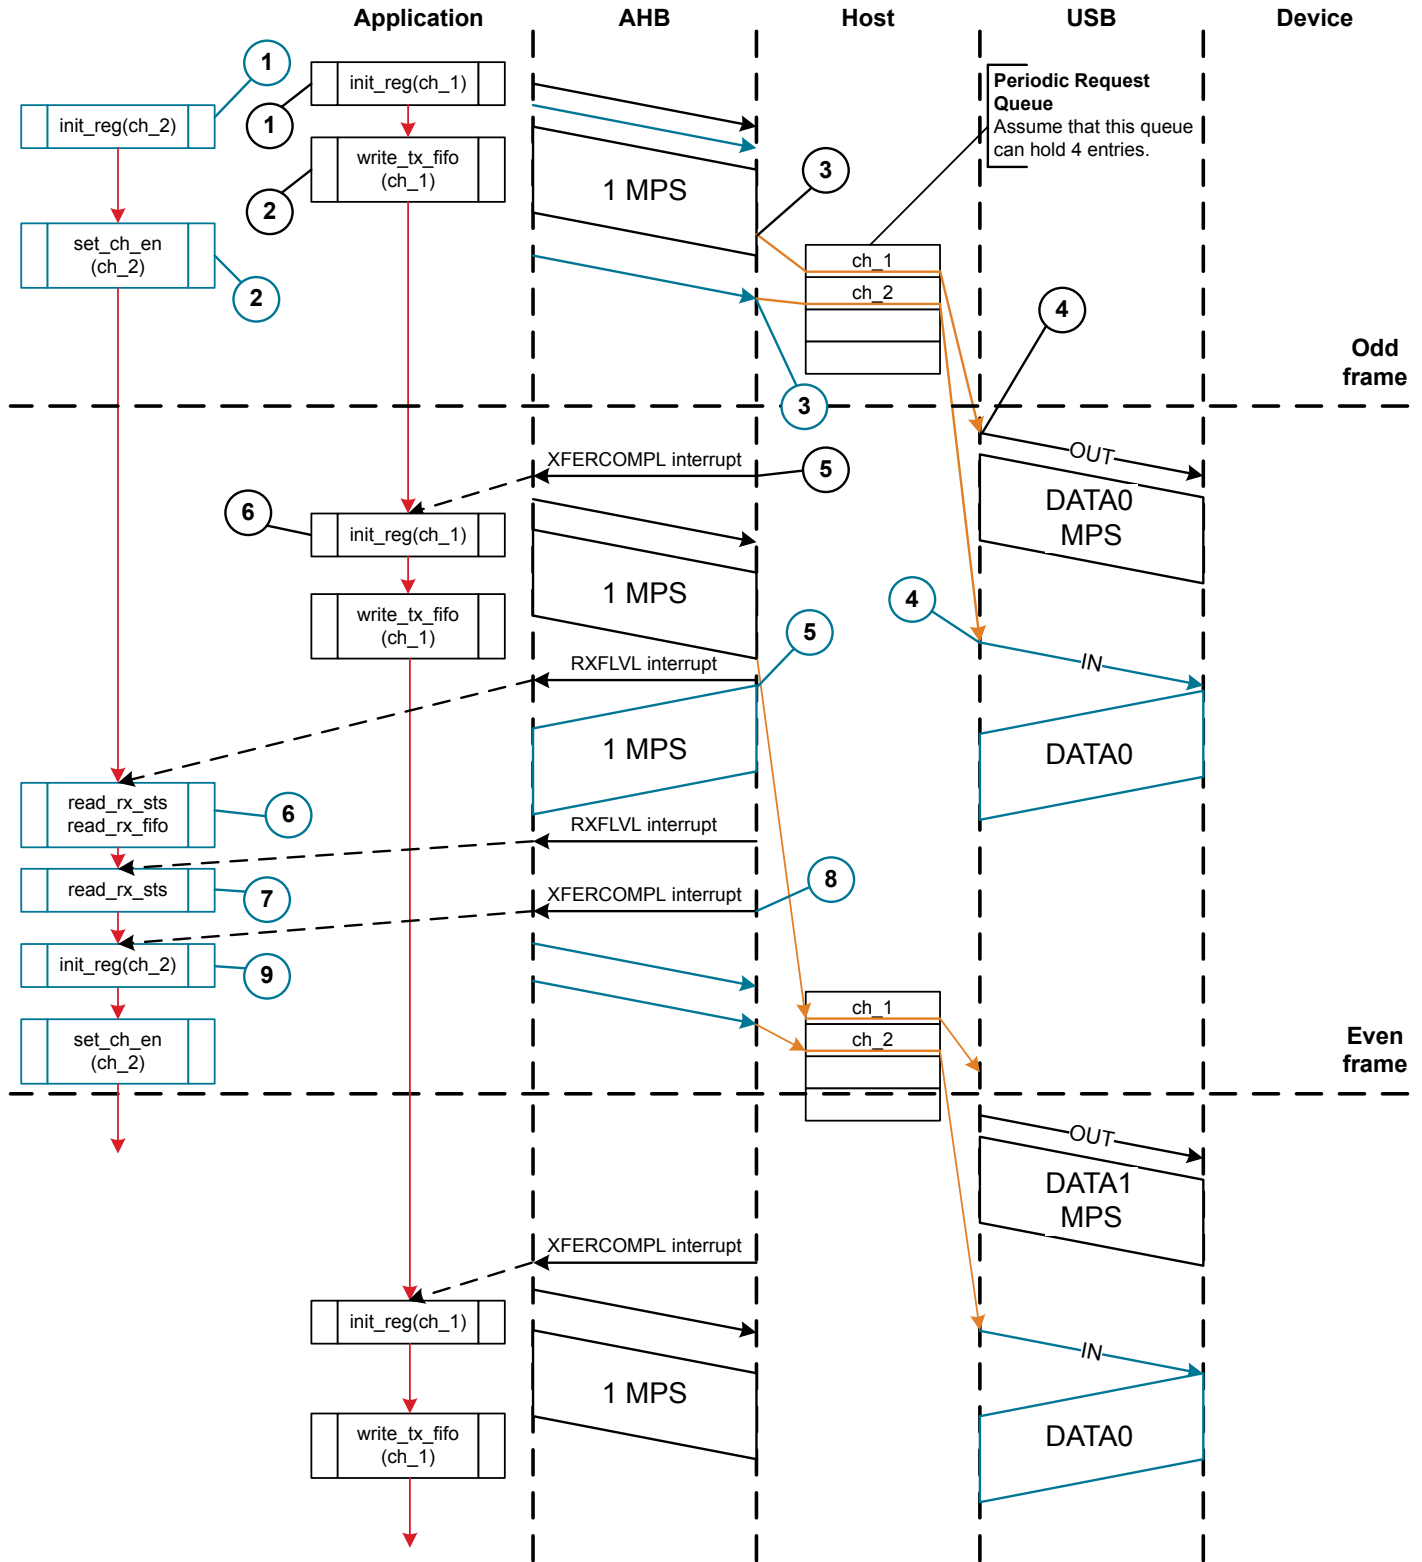 Application AHB Host USB Device
1
init_reg(ch_1)
Periodic Request
Queue
Assume that this queue
can hold 4 entries.
init_reg(ch_2)
1
write_tx_fifo
(ch_1)
3
1 MPS
2
set_ch_en
(ch_2)
ch_1
2
ch_2
4
Odd
frame
3
OUT
XFERCOMPL interrupt
5
6
init_reg(ch_1)
DATA0
MPS
1 MPS
4
write_tx_fifo
(ch_1)
5
RXFLVL interrupt
IN
1 MPS
DATA0
read_rx_sts
read_rx_fifo
6
RXFLVL interrupt
read_rx_sts
7
8
XFERCOMPL interrupt
init_reg(ch_2)
9
ch_1
set_ch_en
(ch_2)
ch_2
Even
frame
OUT
DATA1
MPS
XFERCOMPL interrupt
init_reg(ch_1)
IN
1 MPS
write_tx_fifo
(ch_1)
DATA0